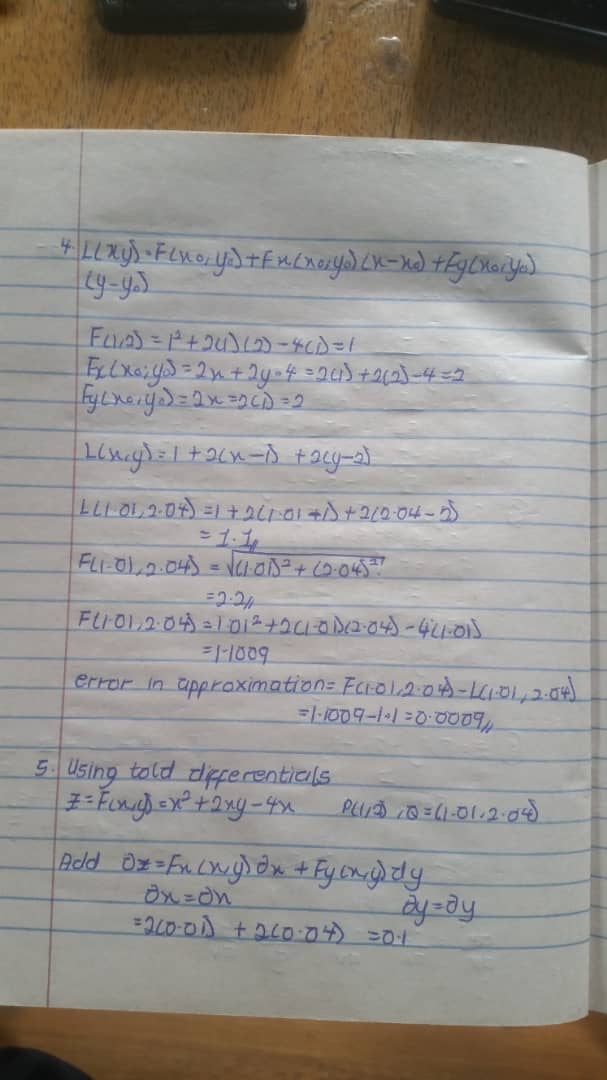 4. L(x,y) = F(x₀,y₀) + Fx(x₀,y₀)(x-x₀) + Fy(x₀,y₀)
(y-y₀)
F(1,2) = 1² + 2(1)(2) - 4(1) = 1
Fx(x₀,y₀) = 2x + 2y - 4 = 2(1) + 2(2) - 4 = 2
Fy(x₀,y₀) = 2x = 2(1) = 2
L(x,y) = 1 + 2(x-1) + 2(y-2)
L(1.01,2.04) = 1 + 2(1.01-1) + 2(2.04-2)
= 1.1
F(1.01,2.04) = √(1.01)² + (2.04)²
= 2.2
F(1.01,2.04) = 1.01² + 2(1.01)(2.04) - 4(1.01)
= 1.1009
error in approximation = F(1.01,2.04) - L(1.01,2.04)
= 1.1009 - 1.1 = 0.0009
5. Using told differentials
z = F(x,y) = x² + 2xy - 4x P(1,2), Q = (1.01,2.04)
Add ∂z = Fx(x,y)∂x + Fy(x,y)dy
∂x = ∂x ∂y = ∂y
= 2(0.01) + 2(0.04) = 0.1